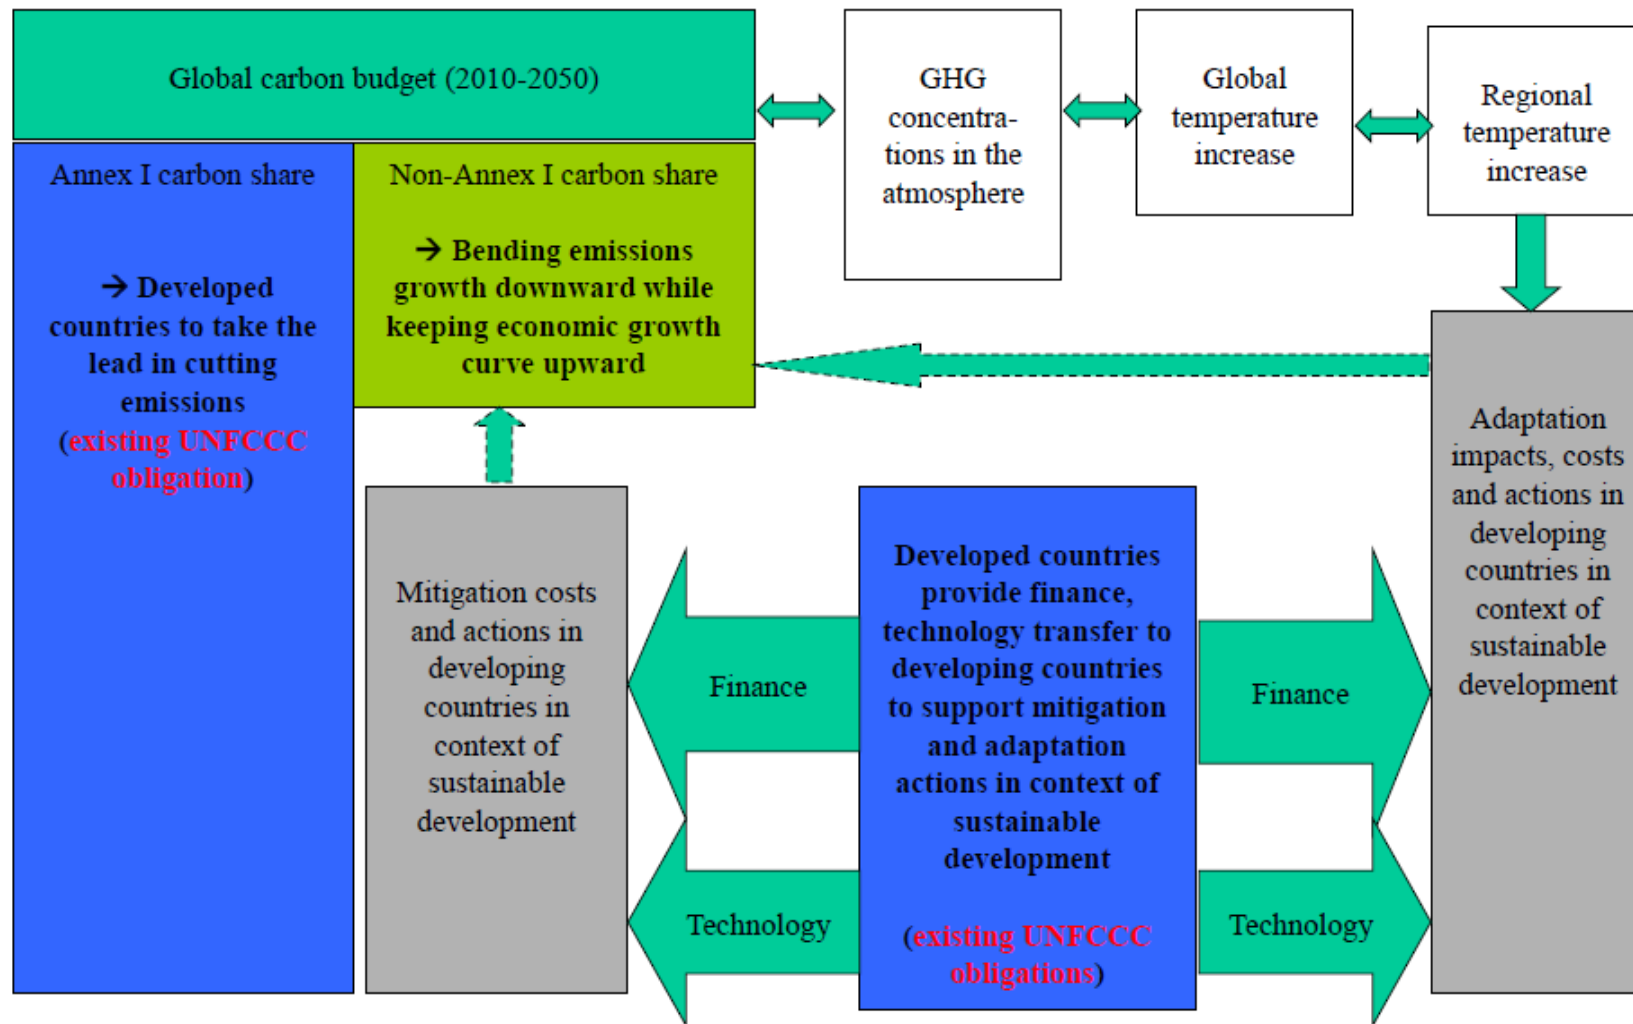 Global carbon budget (2010-2050)
GHG
concentra-
tions in the
atmosphere
Global
temperature
increase
Regional
temperature
increase
Annex I carbon share
→ Developed
countries to take the
lead in cutting
emissions
(existing UNFCCC
obligation)
Non-Annex I carbon share
→ Bending emissions
growth downward while
keeping economic growth
curve upward
Mitigation costs
and actions in
developing
countries in
context of
sustainable
development
Finance
Technology
Developed countries
provide finance,
technology transfer to
developing countries
to support mitigation
and adaptation
actions in context of
sustainable
development
(existing UNFCCC
obligations)
Finance
Technology
Adaptation
impacts, costs
and actions in
developing
countries in
context of
sustainable
development